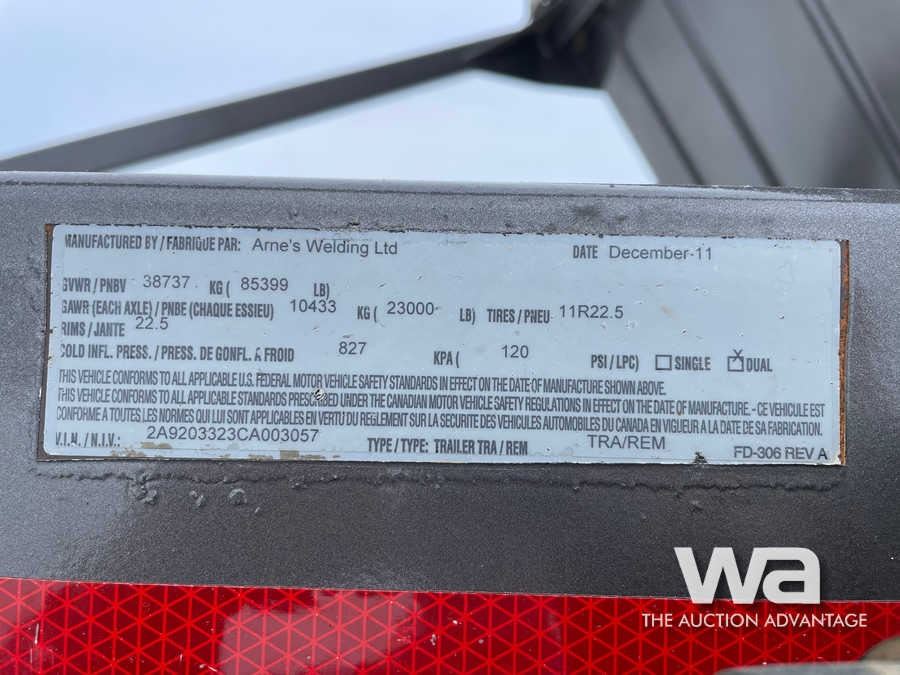 MANUFACTURED BY / FABRIQUE PAR: Arne's Welding Ltd DATE December-11
GVWR / PNBV 38737 KG ( 85399 LB)
GAWR (EACH AXLE) / PNBE (CHAQUE ESSIEU) 10433 KG ( 23000 LB) TIRES / PNEU 11R22.5
RIMS / JANTE 22.5
COLD INFL. PRESS. / PRESS. DE GONFL. A FROID 827 KPA ( 120 PSI / LPC) ☐ SINGLE ☒ DUAL
THIS VEHICLE CONFORMS TO ALL APPLICABLE U.S. FEDERAL MOTOR VEHICLE SAFETY STANDARDS IN EFFECT ON THE DATE OF MANUFACTURE SHOWN ABOVE.
THIS VEHICLE CONFORMS TO ALL APPLICABLE STANDARDS PRESCRIBED UNDER THE CANADIAN MOTOR VEHICLE SAFETY REGULATIONS IN EFFECT ON THE DATE OF MANUFACTURE. - CE VEHICULE EST
CONFORME A TOUTES LES NORMES QUI LUI SONT APPLICABLES EN VERTU DU REGLEMENT SUR LA SECURITE DES VEHICULES AUTOMOBILES DU CANADA EN VIGUEUR A LA DATE DE SA FABRICATION.
V.I.N. / N.I.V.: 2A9203323CA003057 TYPE / TYPE: TRAILER TRA / REM TRA/REM FD-306 REV A
wa
THE AUCTION ADVANTAGE